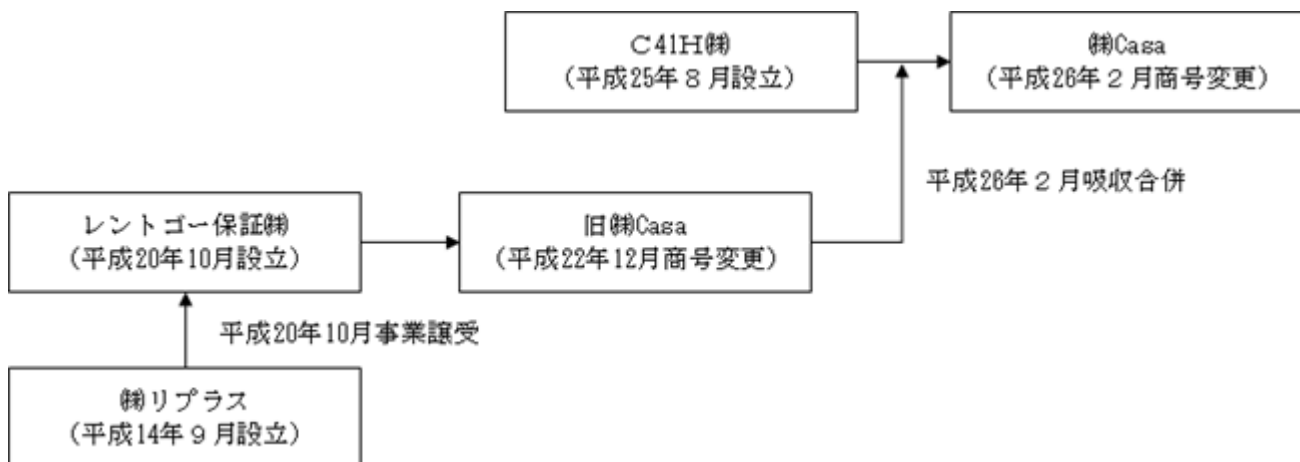 C41H㈱
（平成25年８月設立）
㈱Casa
（平成26年２月商号変更）
平成26年２月吸収合併
レントゴー保証㈱
（平成20年10月設立）
旧㈱Casa
（平成22年12月商号変更）
平成20年10月事業譲受
㈱リプラス
（平成14年９月設立）